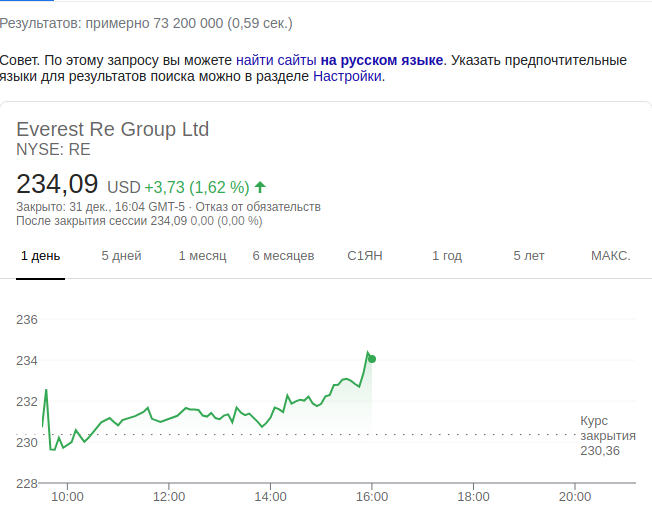 Результатов: примерно 73 200 000 (0,59 сек.)
Совет. По этому запросу вы можете найти сайты на русском языке. Указать предпочтительные
языки для результатов поиска можно в разделе Настройки.
Everest Re Group Ltd
NYSE: RE
234,09 USD +3,73 (1,62 %)
Закрыто: 31 дек., 16:04 GMT-5 · Отказ от обязательств
После закрытия сессии 234,09 0,00 (0,00 %)
1 день 5 дней 1 месяц 6 месяцев С1ЯН 1 год 5 лет МАКС.
236
234
232
230
228
Курс
закрытия
230,36
10:00 12:00 14:00 16:00 18:00 20:00